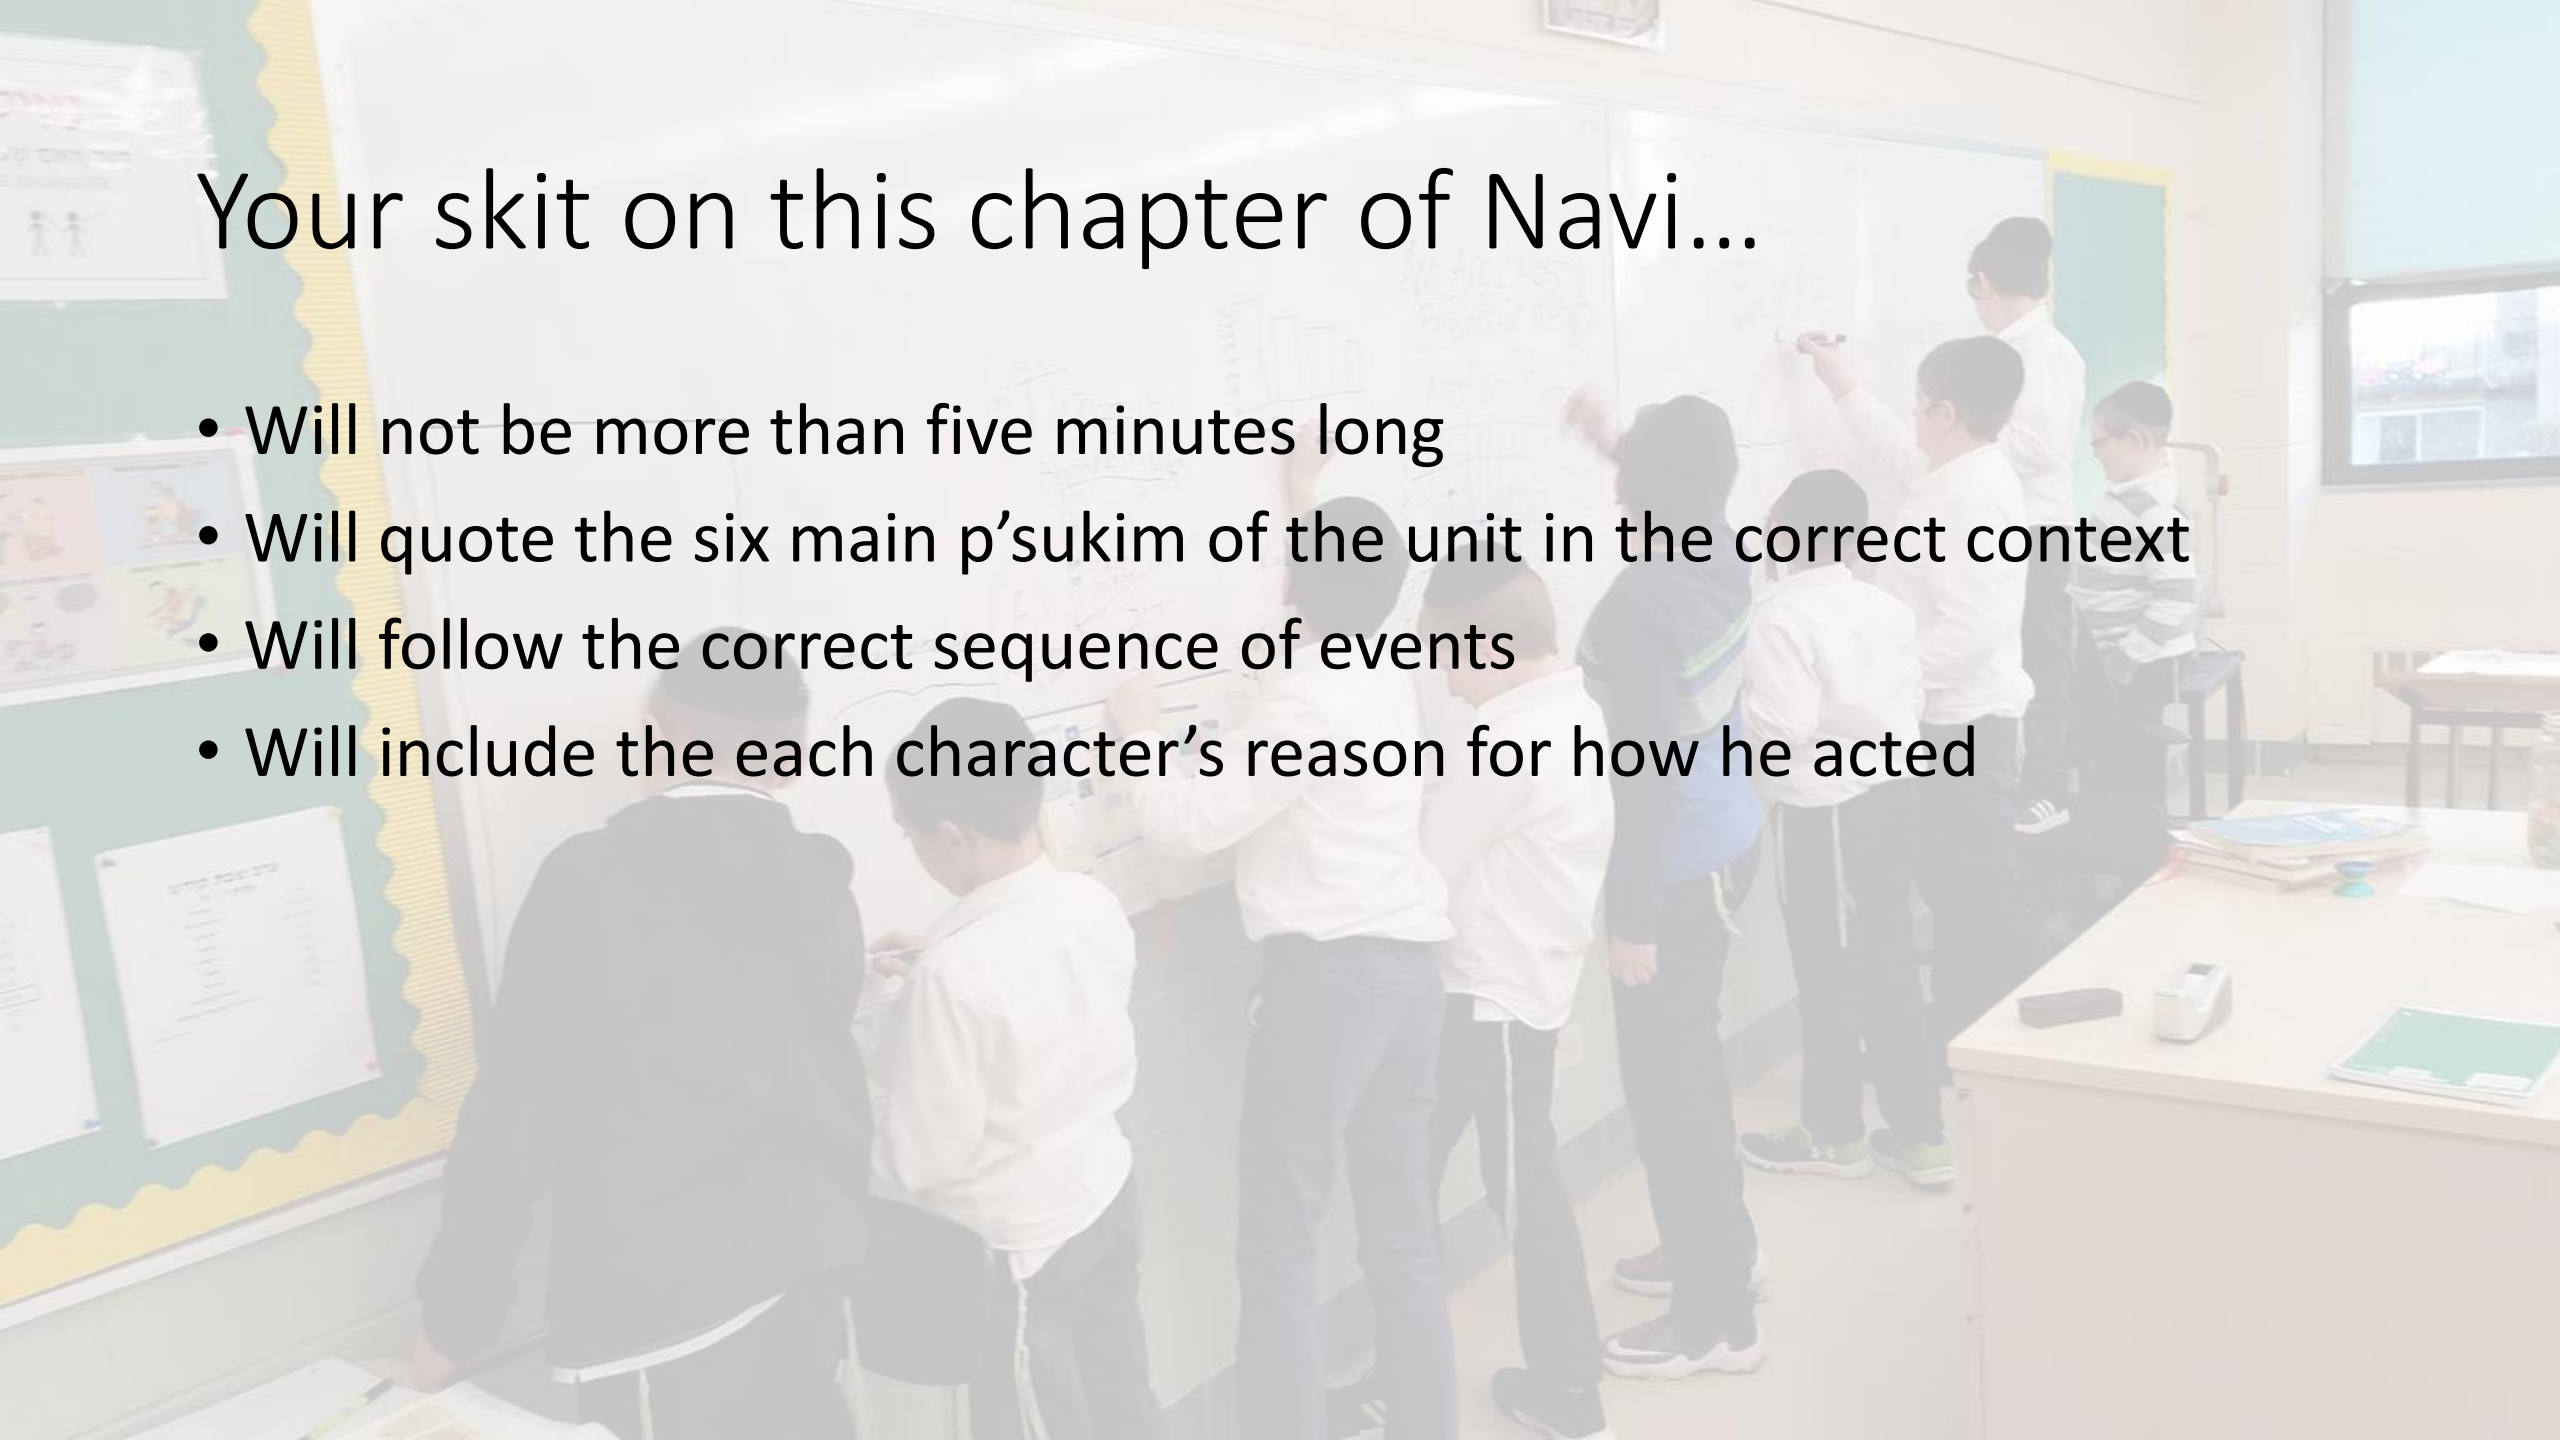 Your skit on this chapter of Navi…
• Will not be more than five minutes long
• Will quote the six main p’sukim of the unit in the correct context
• Will follow the correct sequence of events
• Will include the each character’s reason for how he acted